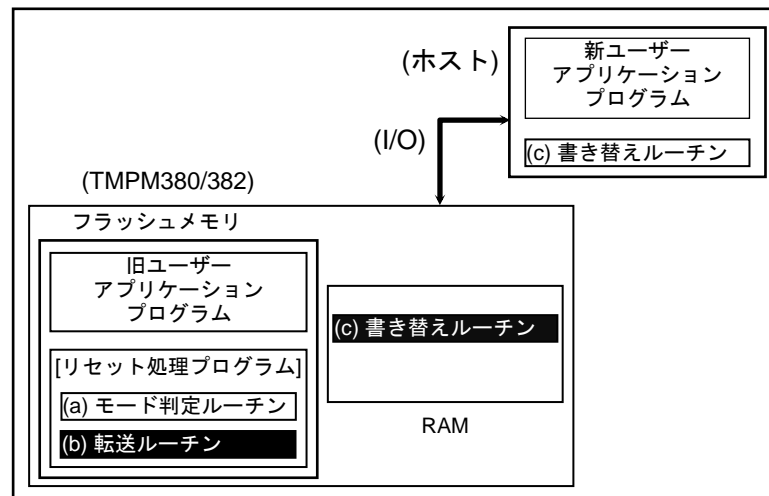 (ホスト)
新ユーザー
アプリケーション
プログラム
(c) 書き替えルーチン
(I/O)
(TMPM380/382)
フラッシュメモリ
旧ユーザー
アプリケーション
プログラム
[リセット処理プログラム]
(a) モード判定ルーチン
(b) 転送ルーチン
(c) 書き替えルーチン
RAM